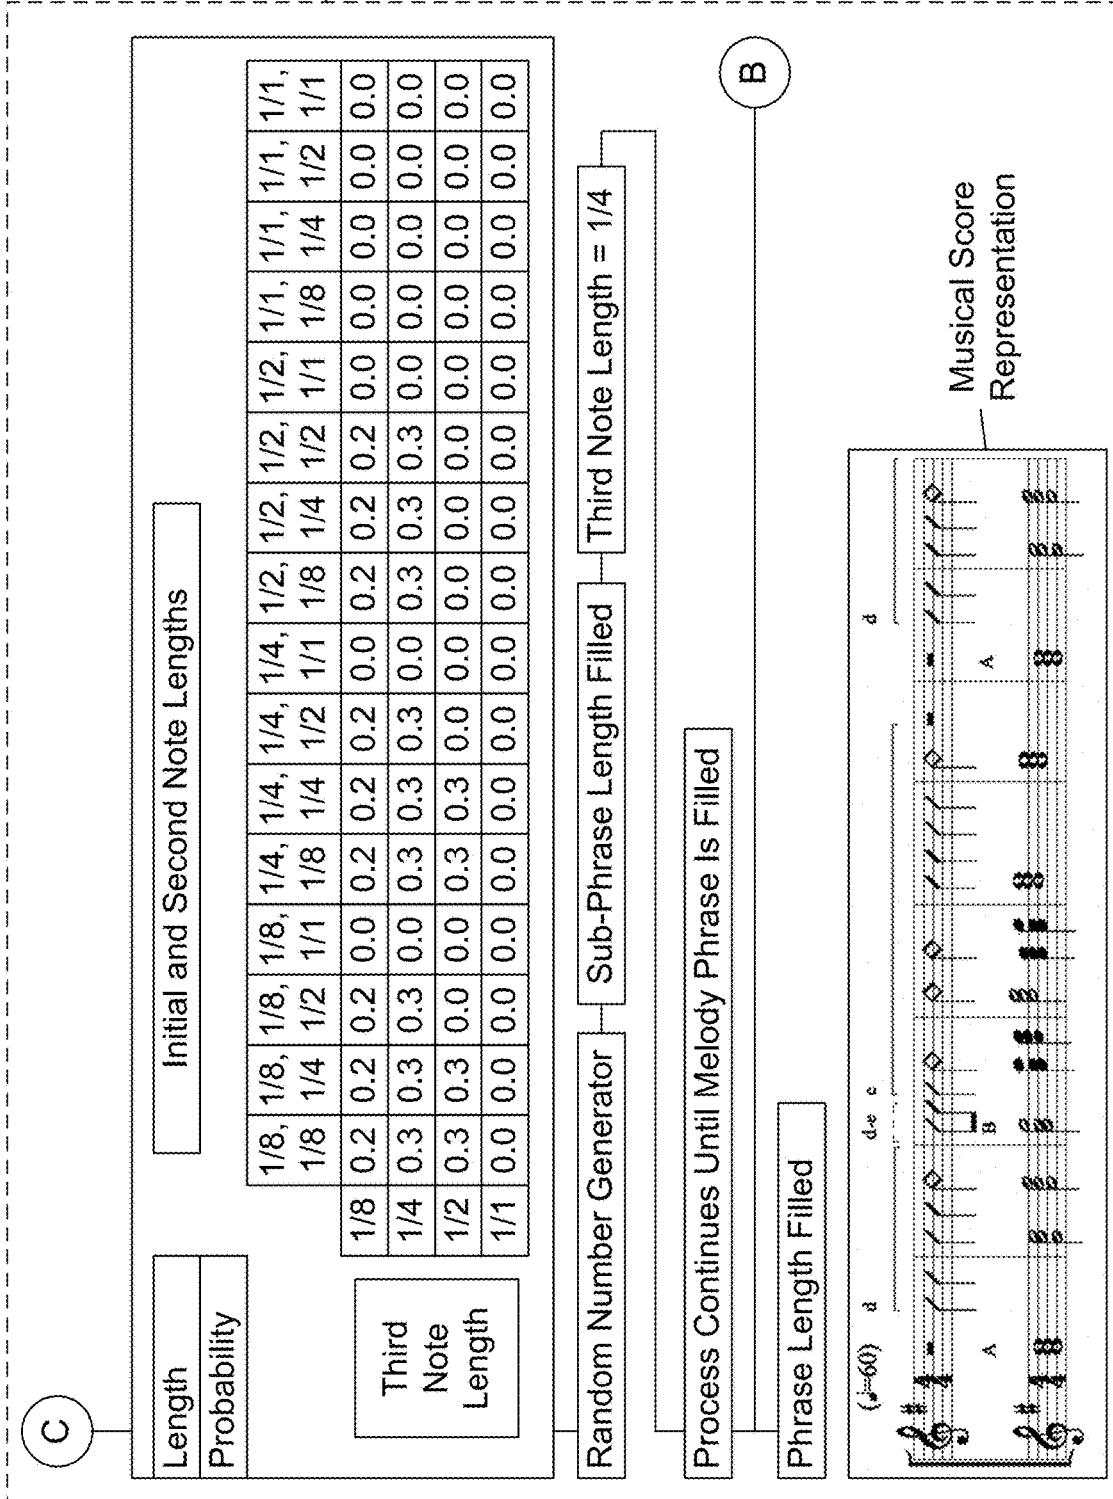 C
Length
Initial and Second Note Lengths
Probability
1/8, 1/8, 1/8, 1/8, 1/4, 1/4, 1/4, 1/4, 1/2, 1/2, 1/2, 1/2, 1/1, 1/1, 1/1, 1/1,
1/8 1/4 1/2 1/1 1/8 1/4 1/2 1/1 1/8 1/4 1/2 1/1 1/8 1/4 1/2 1/1
Third
Note
Length
1/8 0.2 0.2 0.2 0.0 0.2 0.2 0.2 0.0 0.2 0.2 0.2 0.0 0.0 0.0 0.0 0.0
1/4 0.3 0.3 0.3 0.0 0.3 0.3 0.3 0.0 0.3 0.3 0.3 0.0 0.0 0.0 0.0 0.0
1/2 0.3 0.3 0.0 0.0 0.3 0.3 0.0 0.0 0.0 0.0 0.0 0.0 0.0 0.0 0.0 0.0
1/1 0.0 0.0 0.0 0.0 0.0 0.0 0.0 0.0 0.0 0.0 0.0 0.0 0.0 0.0 0.0 0.0
Random Number Generator
Sub-Phrase Length Filled
Third Note Length = 1/4
Process Continues Until Melody Phrase Is Filled
B
Phrase Length Filled
(♩=60)
d d-e c d
A B A
Musical Score
Representation